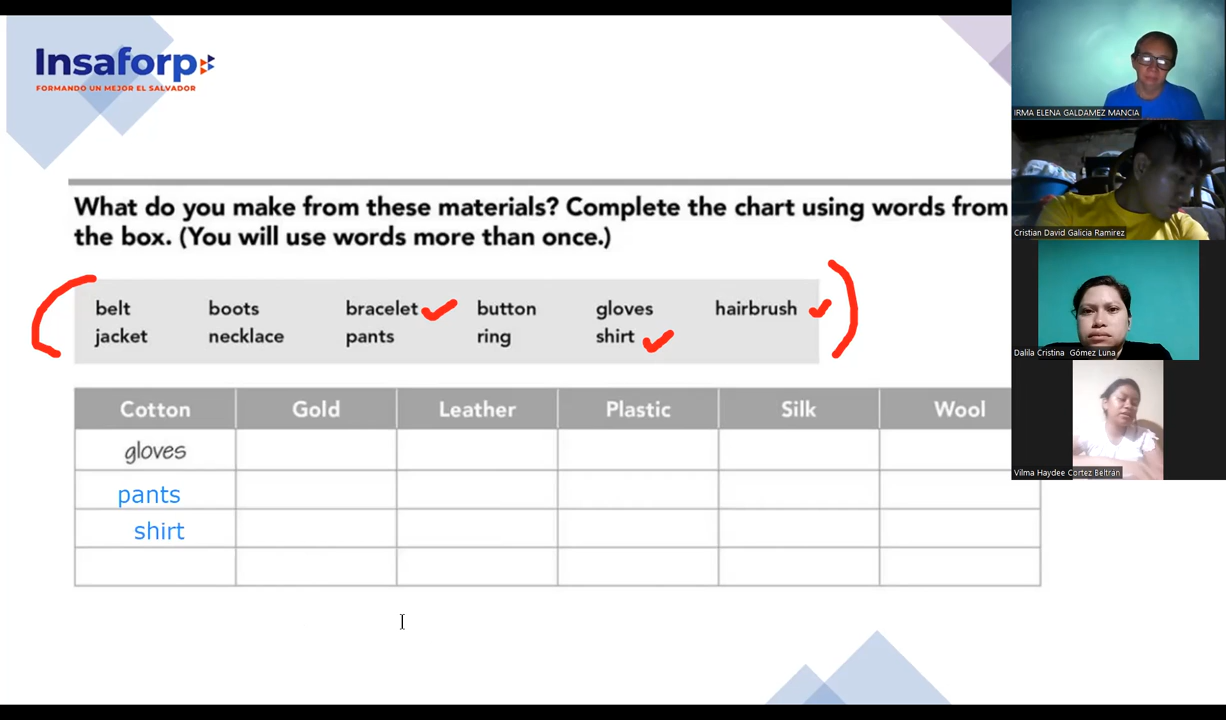 Insaforp
FORMANDO UN MEJOR EL SALVADOR
What do you make from these materials? Complete the chart using words from
the box. (You will use words more than once.)
belt boots bracelet button gloves hairbrush
jacket necklace pants ring shirt
Cotton Gold Leather Plastic Silk Wool
gloves
pants
shirt
IRMA ELENA GALDAMEZ MANCIA
Cristian David Galicia Ramirez
Dalila Cristina Gómez Luna
Vilma Haydee Cortez Beltrán